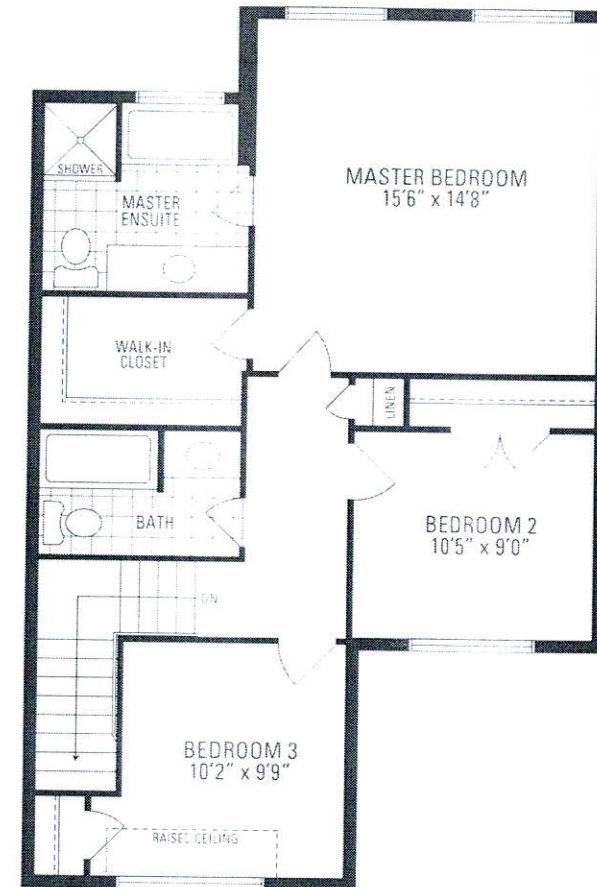 MASTER BEDROOM
15'6" x 14'8"
SHOWER
MASTER
ENSUITE
WALK-IN
CLOSET
LINEN
BATH
BEDROOM 2
10'5" x 9'0"
DN
BEDROOM 3
10'2" x 9'9"
RAISED CEILING